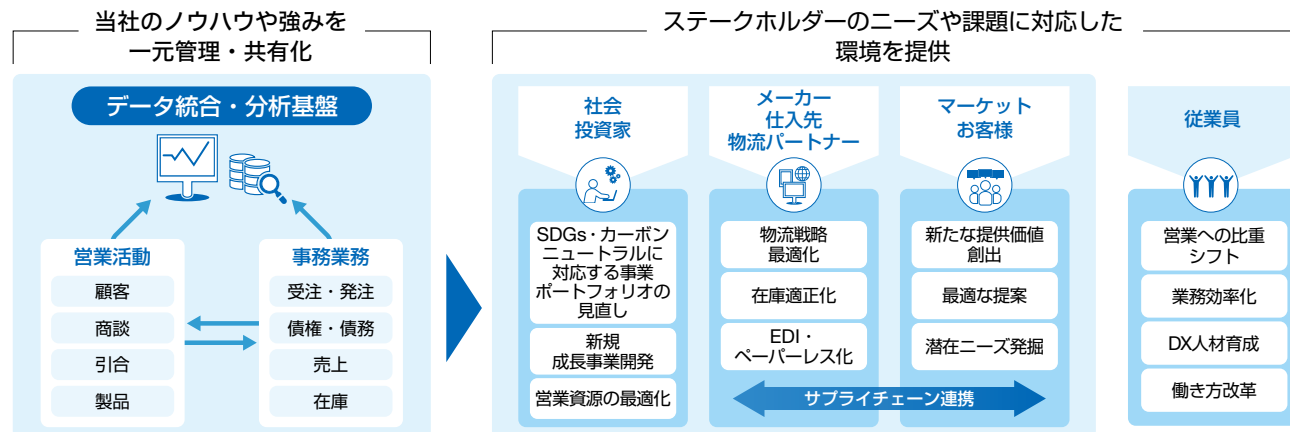 当社のノウハウや強みを
一元管理・共有化
データ統合・分析基盤
営業活動
顧客
商談
引合
製品
事務業務
受注・発注
債権・債務
売上
在庫
ステークホルダーのニーズや課題に対応した
環境を提供
社会
投資家
SDGs・カーボン
ニュートラルに
対応する事業
ポートフォリオの
見直し
新規
成長事業開発
営業資源の最適化
メーカー
仕入先
物流パートナー
物流戦略
最適化
在庫適正化
EDI・
ペーパーレス化
マーケット
お客様
新たな提供価値
創出
最適な提案
潜在ニーズ発掘
サプライチェーン連携
従業員
営業への比重
シフト
業務効率化
DX人材育成
働き方改革